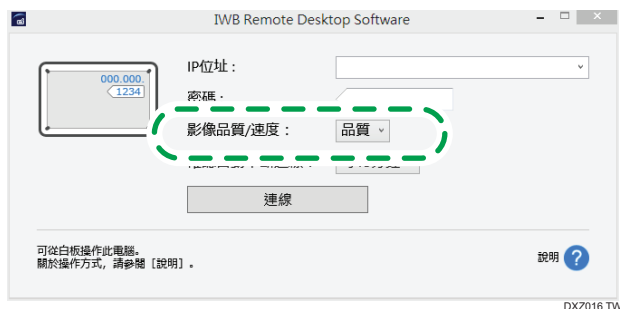 IWB Remote Desktop Software
IP位址：
000.000.
1234
密碼：
影像品質/速度： 品質
連線
可從白板操作此電腦。
關於操作方式，請參閱［說明］。
說明 ?
DXZ016 TW